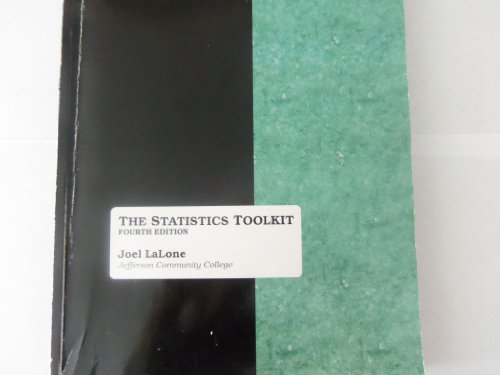 THE STATISTICS TOOLKIT
FOURTH EDITION
Joel LaLone
Jefferson Community College